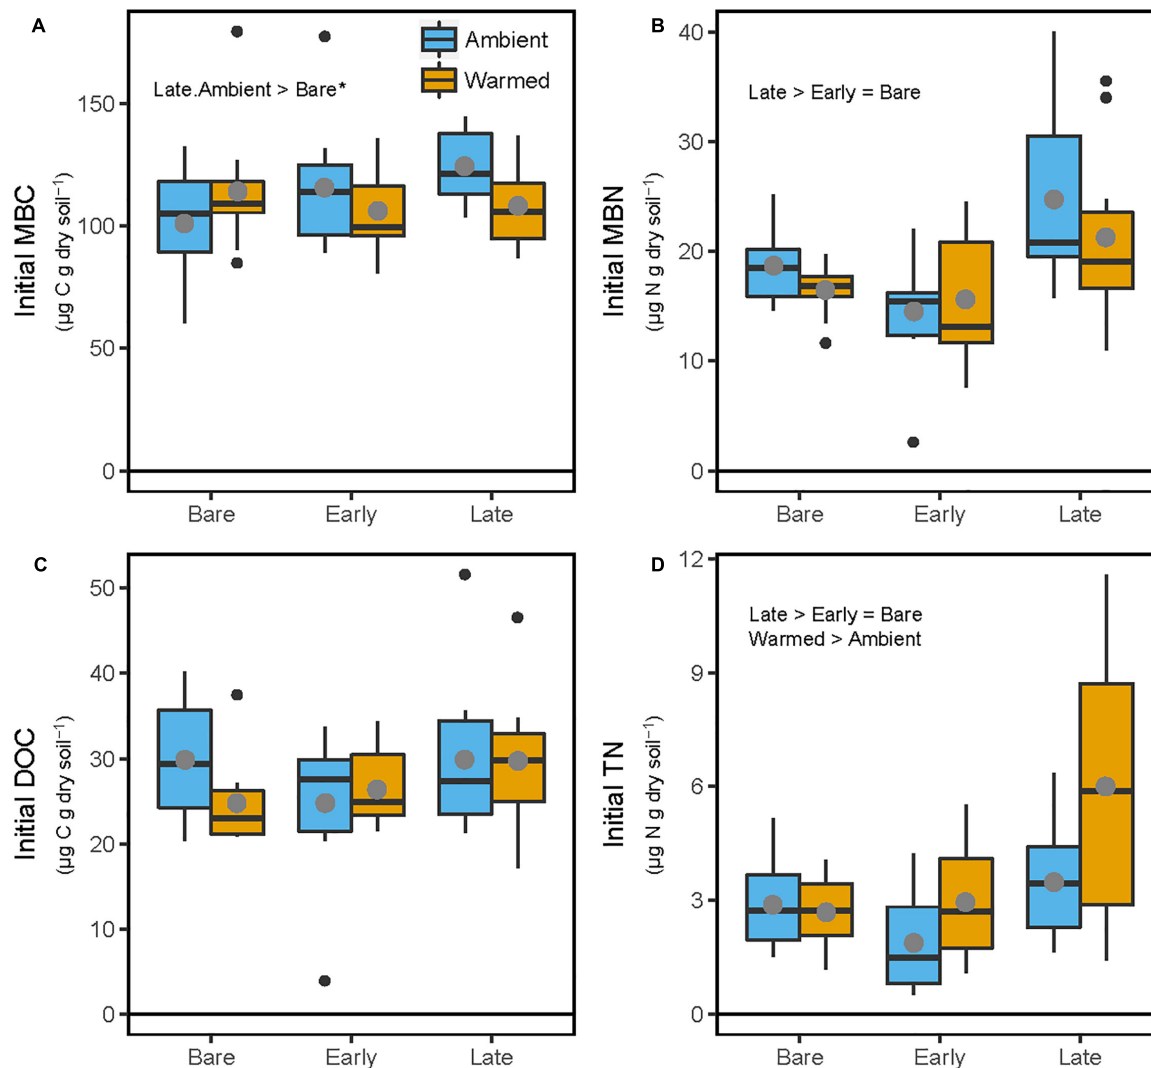 A
Ambient
Warmed
Late.Ambient > Bare*
150
100
50
0
Initial MBC
(µg C g dry soil⁻¹)
Bare
Early
Late
B
Late > Early = Bare
40
30
20
10
0
Initial MBN
(µg N g dry soil⁻¹)
Bare
Early
Late
C
50
40
30
20
10
0
Initial DOC
(µg C g dry soil⁻¹)
Bare
Early
Late
D
Late > Early = Bare
Warmed > Ambient
12
9
6
3
0
Initial TN
(µg N g dry soil⁻¹)
Bare
Early
Late